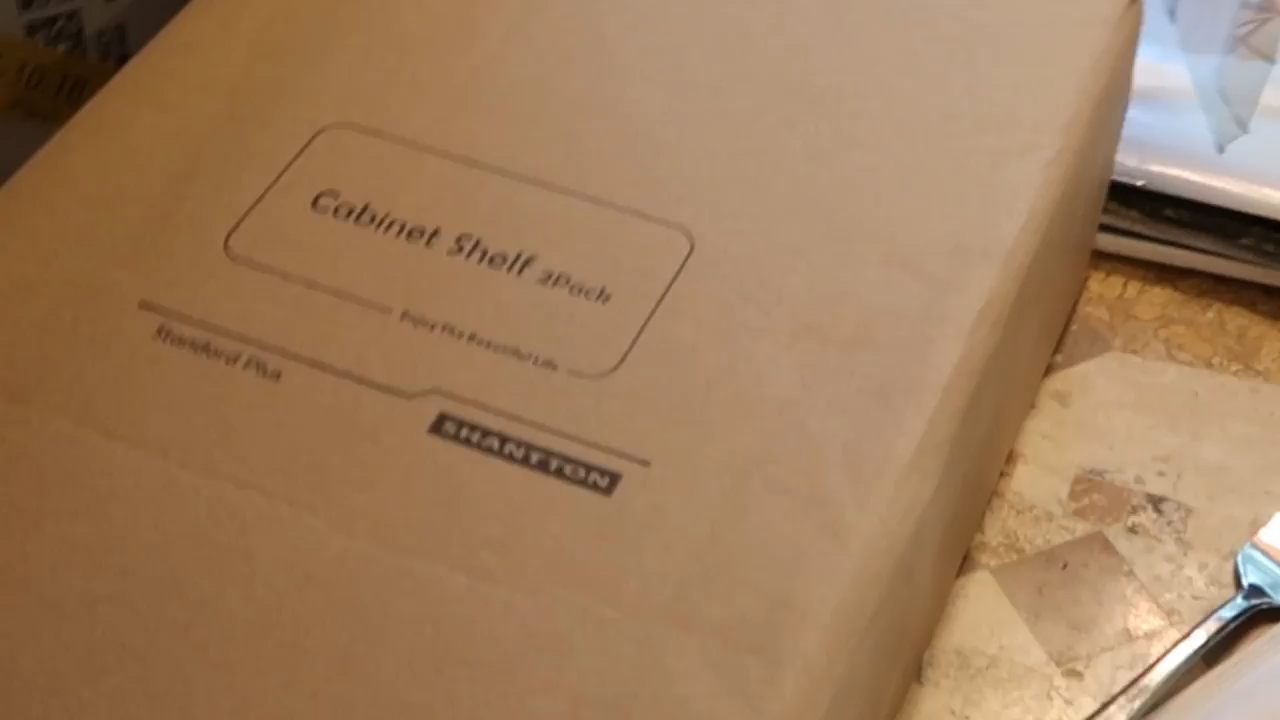 Cabinet Shelf 2Pack
Enjoy The Beautiful Life
Standard Plus
SHANTTON